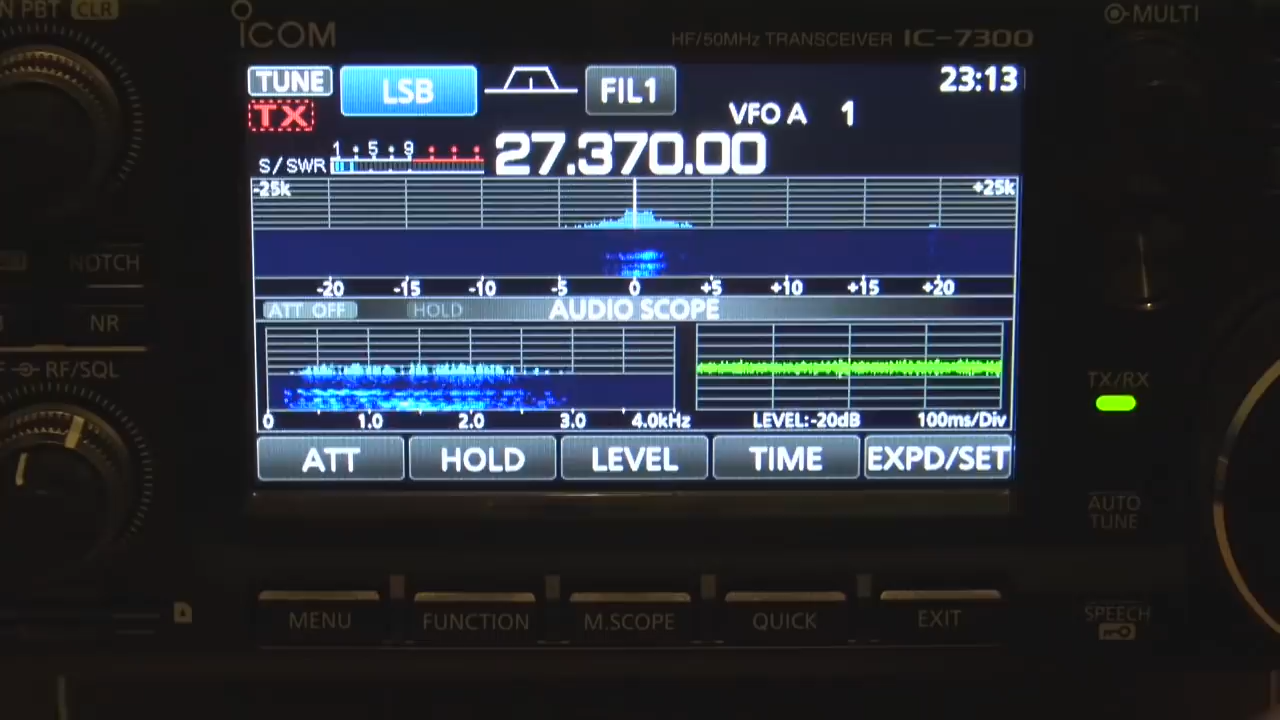 N PBT CLR
ICOM
HF/50MHz TRANSCEIVER IC-7300
MULTI
TUNE LSB FIL1 23:13
TX VFO A 1
S/SWR 1 5 9 27.370.00
-25k +25k
-20 -15 -10 -5 0 +5 +10 +15 +20
ATT OFF HOLD AUDIO SCOPE
0 1.0 2.0 3.0 4.0kHz LEVEL:-20dB 100ms/Div
ATT HOLD LEVEL TIME EXPD/SET
NOTCH
NR
RF/SQL
TX/RX
AUTO
TUNE
MENU FUNCTION M.SCOPE QUICK EXIT
SPEECH